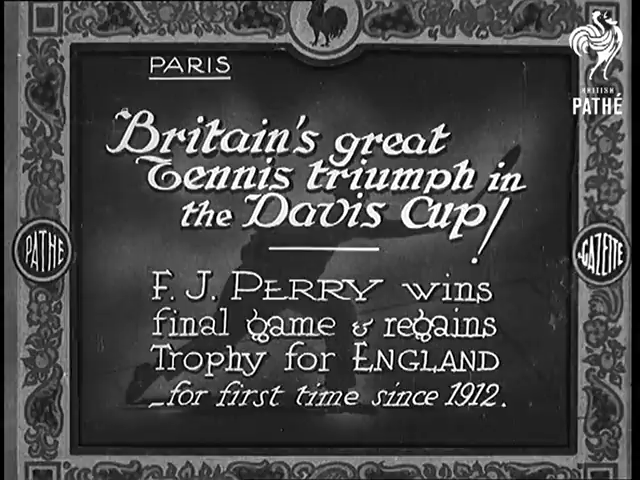 PARIS
BRITISH
PATHÉ
Britain's great
Tennis triumph in
the Davis Cup!
PATHE
GAZETTE
F. J. PERRY wins
final game & regains
Trophy for ENGLAND
_for first time since 1912.